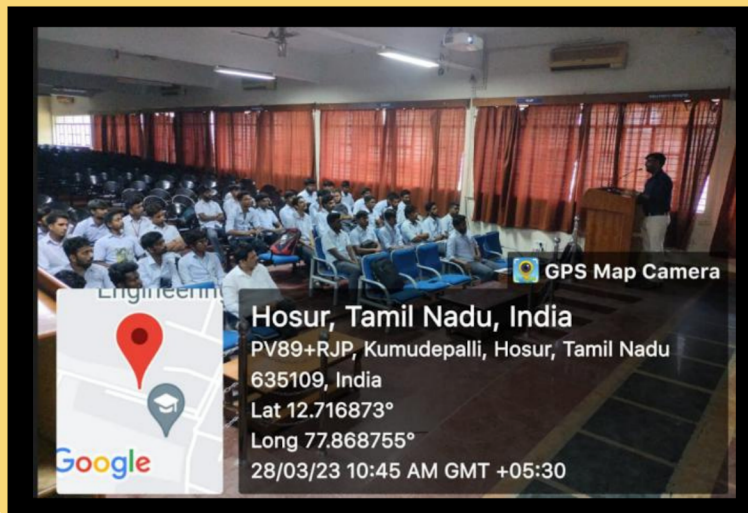 GPS Map Camera
Engineering
Hosur, Tamil Nadu, India
PV89+RJP, Kumudepalli, Hosur, Tamil Nadu
635109, India
Lat 12.716873°
Long 77.868755°
28/03/23 10:45 AM GMT +05:30
Google